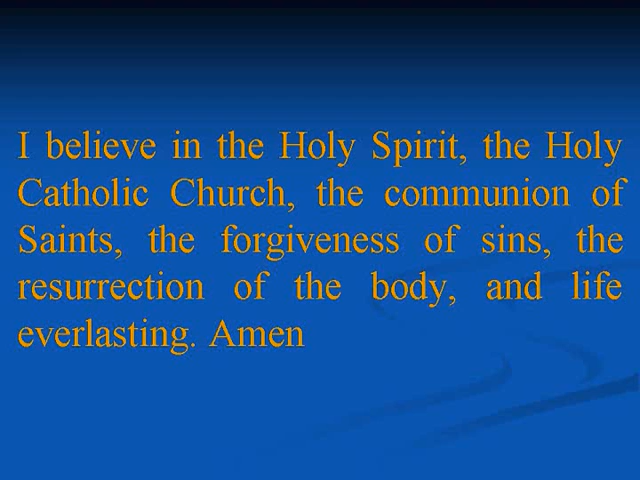 I believe in the Holy Spirit, the Holy
Catholic Church, the communion of
Saints, the forgiveness of sins, the
resurrection of the body, and life
everlasting. Amen